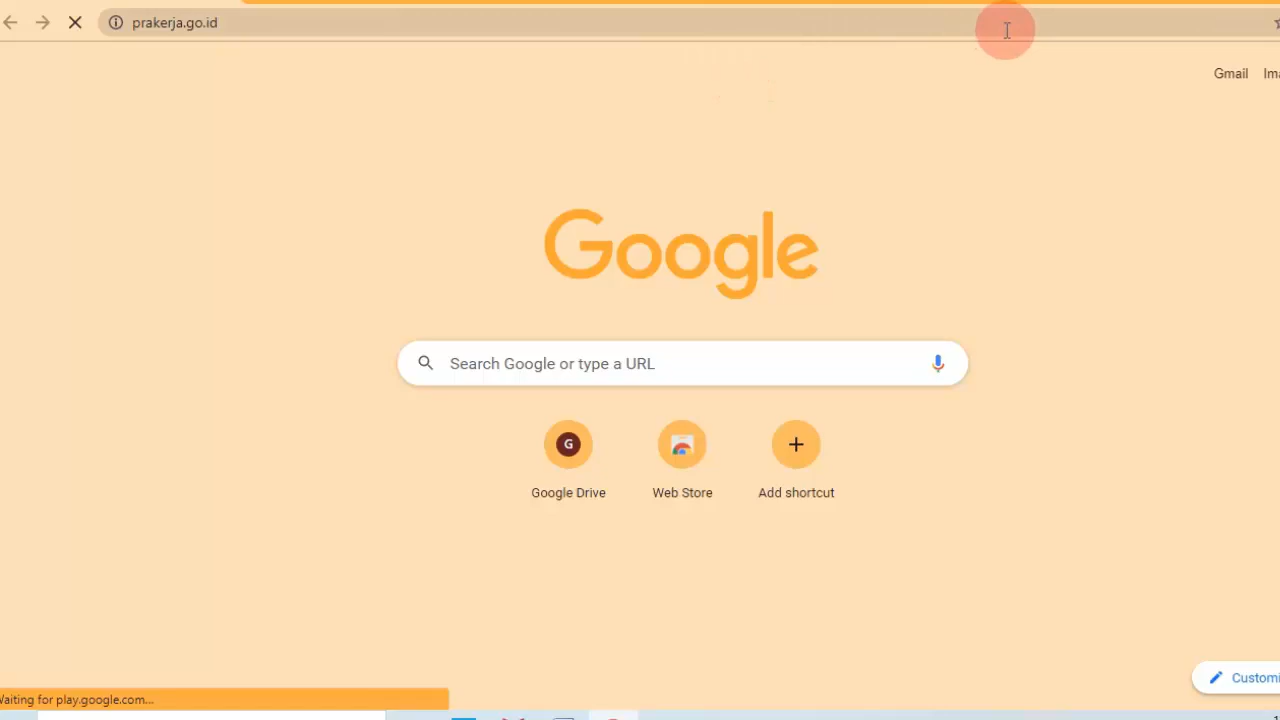 prakerja.go.id
Gmail
Google
Search Google or type a URL
G
Google Drive
Web Store
Add shortcut
Waiting for play.google.com...